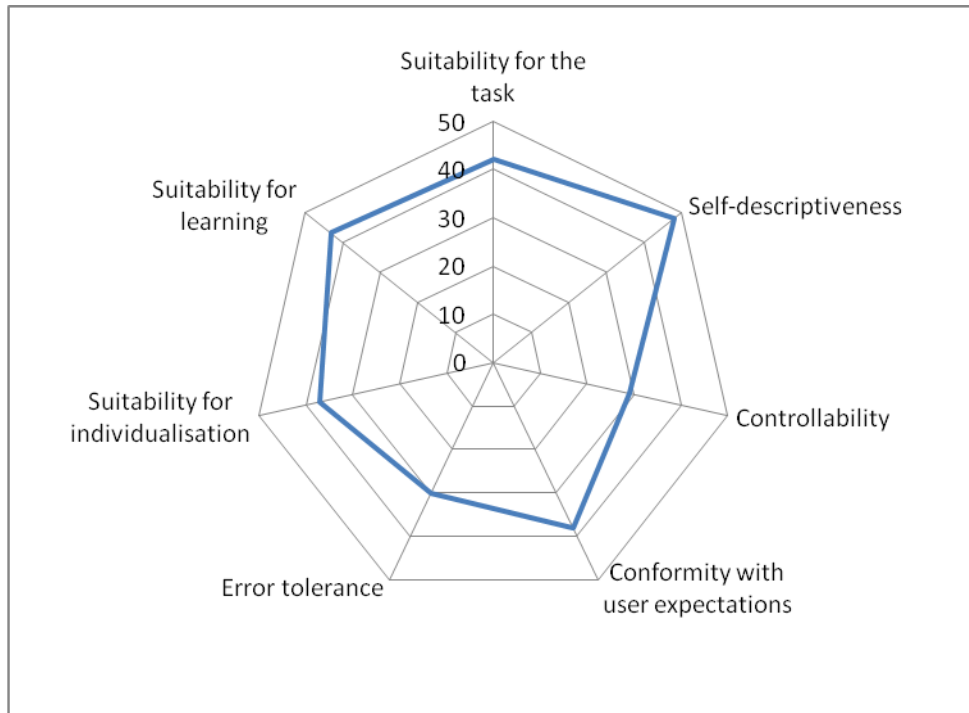 Suitability for the
task
50
40
30
20
10
0
Self-descriptiveness
Controllability
Conformity with
user expectations
Error tolerance
Suitability for
individualisation
Suitability for
learning